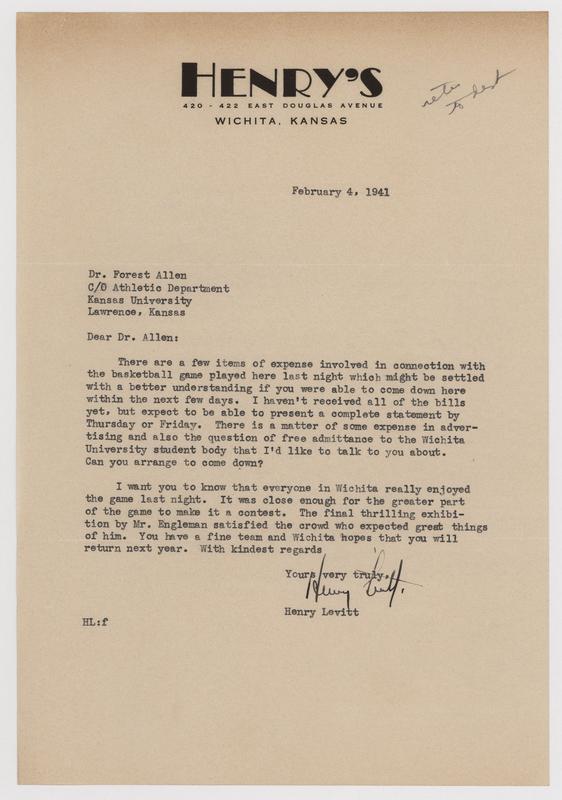 HENRY'S
420 - 422 EAST DOUGLAS AVENUE
WICHITA, KANSAS
to
February 4, 1941
Dr. Forest Allen
C/O Athletic Department
Kansas University
Lawrence, Kansas
Dear Dr. Allen:
There are a few items of expense involved in connection with
the basketball game played here last night which might be settled
with a better understanding if you were able to come down here
within the next few days. I haven't received all of the bills
yet, but expect to be able to present a complete statement by
Thursday or Friday. There is a matter of some expense in adver-
tising and also the question of free admittance to the Wichita
University student body that I'd like to talk to you about.
Can you arrange to come down?
I want you to know that everyone in Wichita really enjoyed
the game last night. It was close enough for the greater part
of the game to make it a contest. The final thrilling exhibi-
tion by Mr. Engleman satisfied the crowd who expected great things
of him. You have a fine team and Wichita hopes that you will
return next year. With kindest regards
Yours very truly,
Henry Levitt.
Henry Levitt
HL:f